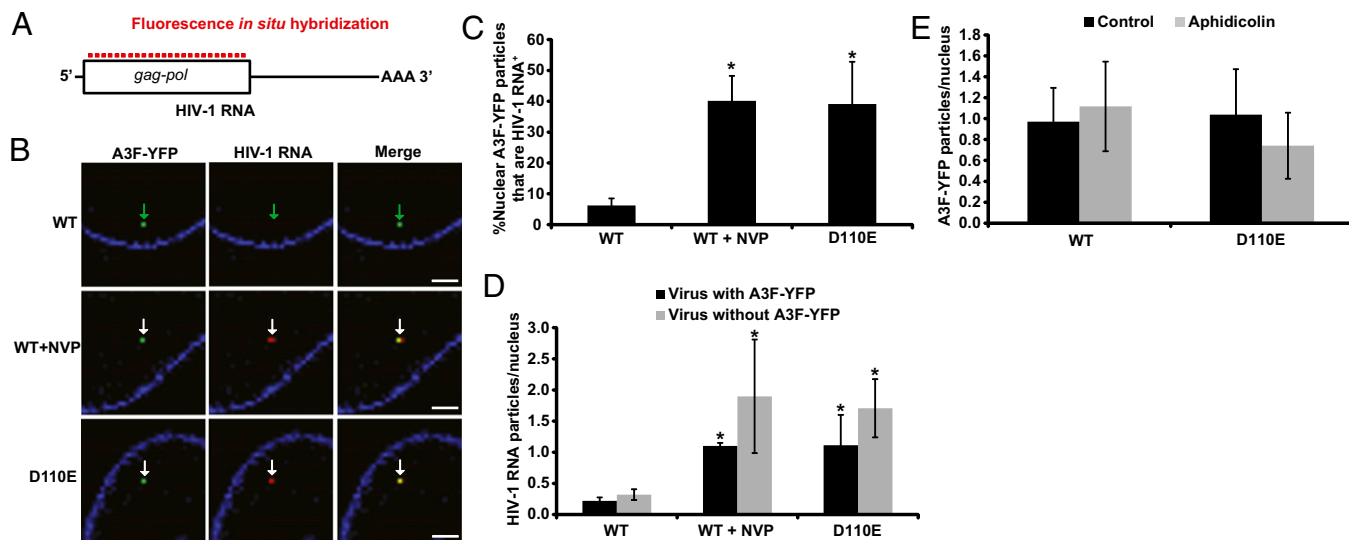 A
Fluorescence in situ hybridization
5'
gag-pol
AAA 3'
HIV-1 RNA
B
A3F-YFP
HIV-1 RNA
Merge
WT
WT+NVP
D110E
C
%Nuclear A3F-YFP particles
that are HIV-1 RNA+
60
50
40
30
20
10
0
*
*
WT
WT + NVP
D110E
D
Virus with A3F-YFP
Virus without A3F-YFP
HIV-1 RNA particles/nucleus
3.0
2.5
2.0
1.5
1.0
0.5
0.0
*
*
*
*
WT
WT + NVP
D110E
E
Control
Aphidicolin
A3F-YFP particles/nucleus
1.8
1.6
1.4
1.2
1.0
0.8
0.6
0.4
0.2
0.0
WT
D110E